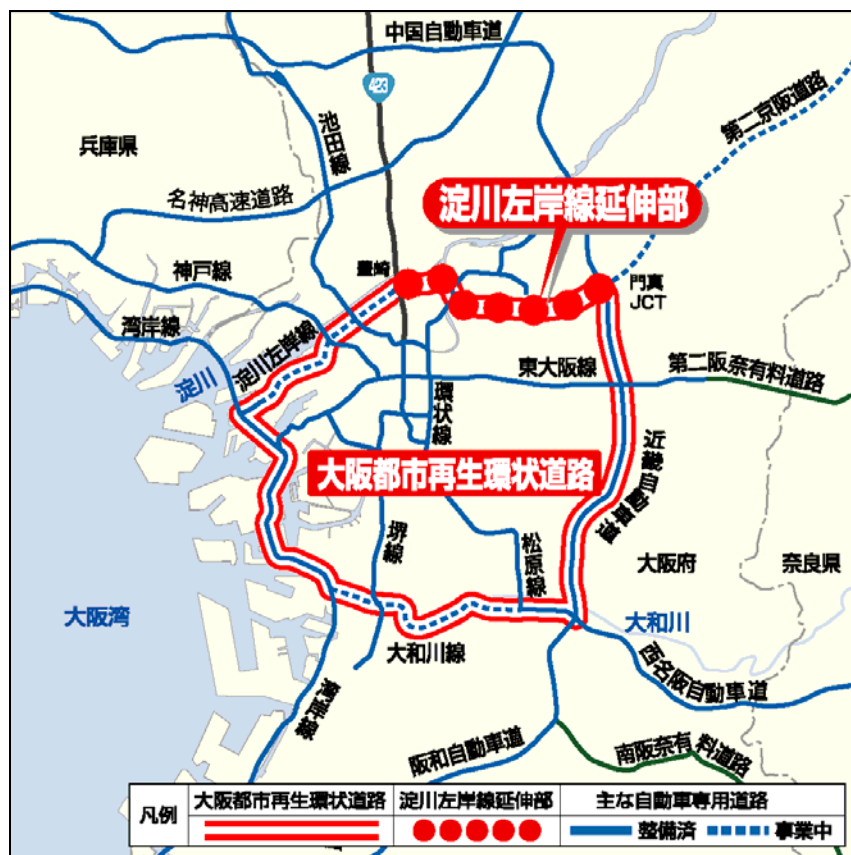 中国自動車道
423
第二京阪道路
兵庫県
池田線
名神高速道路
淀川左岸線延伸部
神戸線
豊崎
門真
JCT
湾岸線
淀川
淀川左岸線
東大阪線
第二阪奈有料道路
環状線
大阪都市再生環状道路
近畿自動車道
堺線
松原線
大阪府
奈良県
大阪湾
大和川
大和川線
西名阪自動車道
湾岸線
阪和自動車道
南阪奈有料道路
凡例
大阪都市再生環状道路
淀川左岸線延伸部
主な自動車専用道路
整備済
事業中